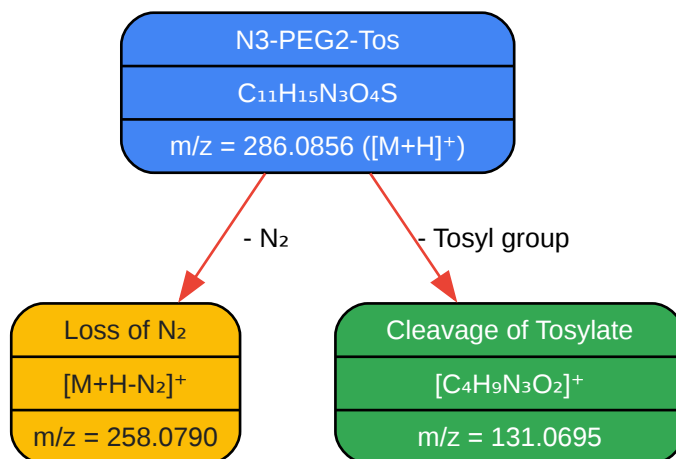 N3-PEG2-Tos
C₁₁H₁₅N₃O₄S
m/z = 286.0856 ([M+H]⁺)
- N₂
- Tosyl group
Loss of N₂
[M+H-N₂]⁺
m/z = 258.0790
Cleavage of Tosylate
[C₄H₉N₃O₂]⁺
m/z = 131.0695